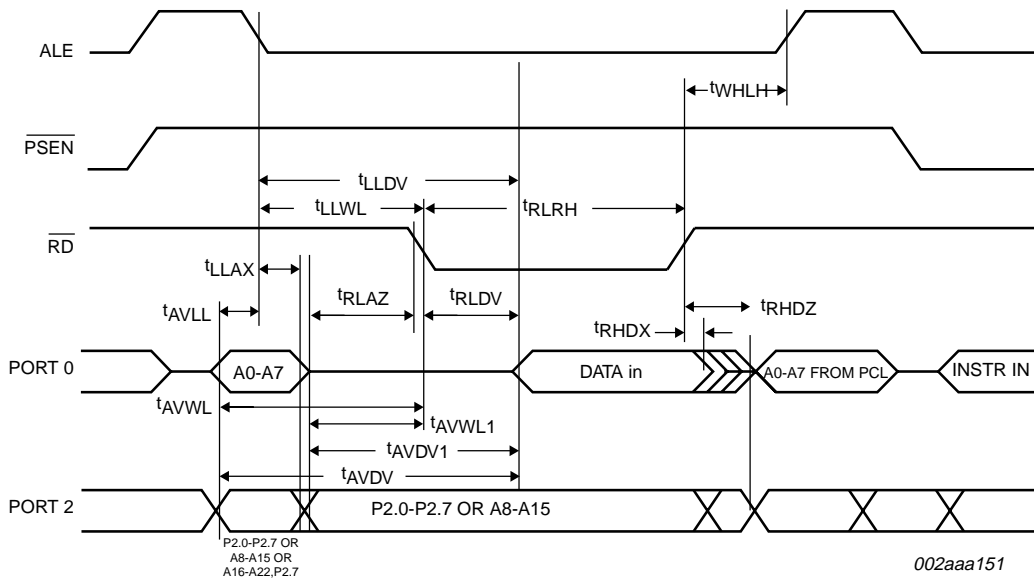 ALE
tWHLH
PSEN
tLLDV
tLLWL
tRLRH
RD
tLLAX
tRLAZ
tRLDV
tRHDZ
tAVLL
tRHDX
PORT 0
A0-A7
DATA in
A0-A7 FROM PCL
INSTR IN
tAVWL
tAVWL1
tAVDV1
tAVDV
PORT 2
P2.0-P2.7 OR A8-A15
P2.0-P2.7 OR
A8-A15 OR
A16-A22,P2.7
002aaa151